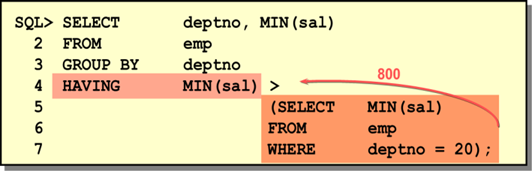 SQL> SELECT deptno, MIN(sal)
2 FROM emp
3 GROUP BY deptno
800
4 HAVING MIN(sal) >
5 (SELECT MIN(sal)
6 FROM emp
7 WHERE deptno = 20);